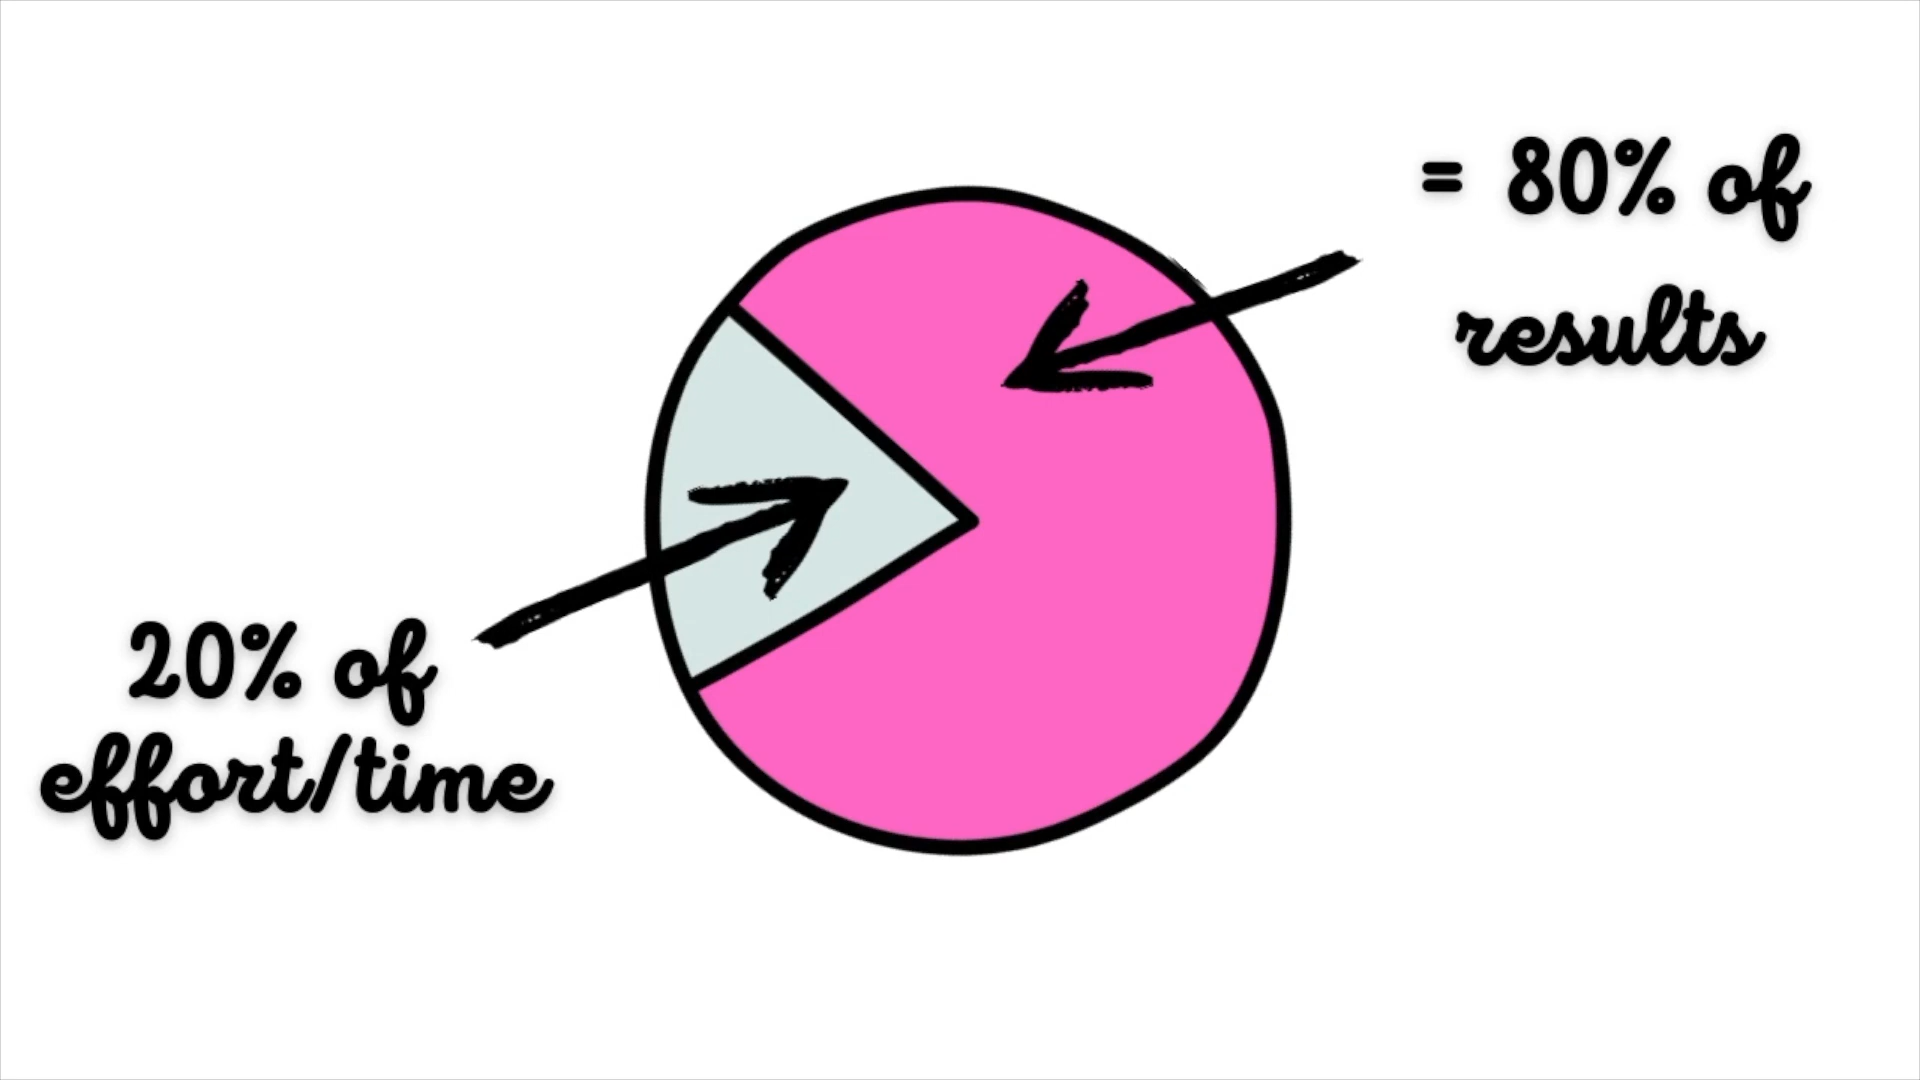 = 80% of
results
20% of
effort/time